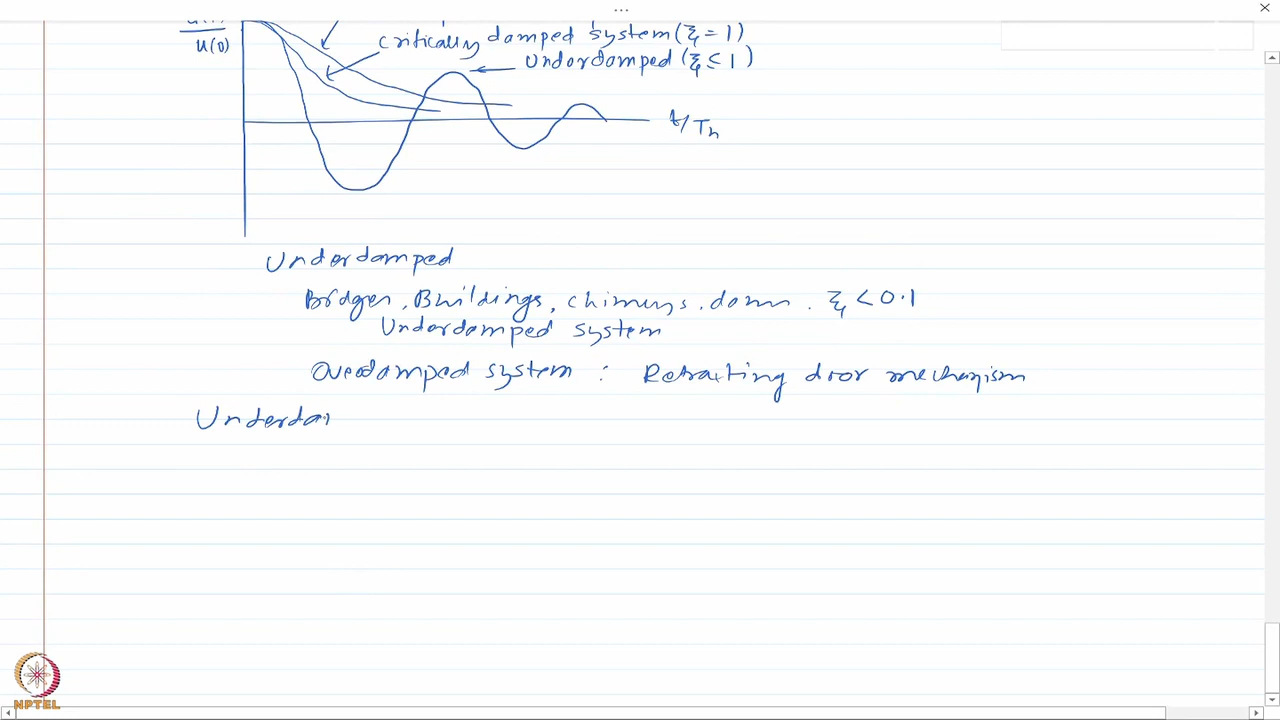 u(0)
critically damped system (ξ = 1)
Underdamped (ξ < 1)
t/Tn
Underdamped
Bridges, Buildings, chimneys, dams. ξ < 0.1
Underdamped system
Overdamped system : Retracting door mechanism
Underdam
NPTEL